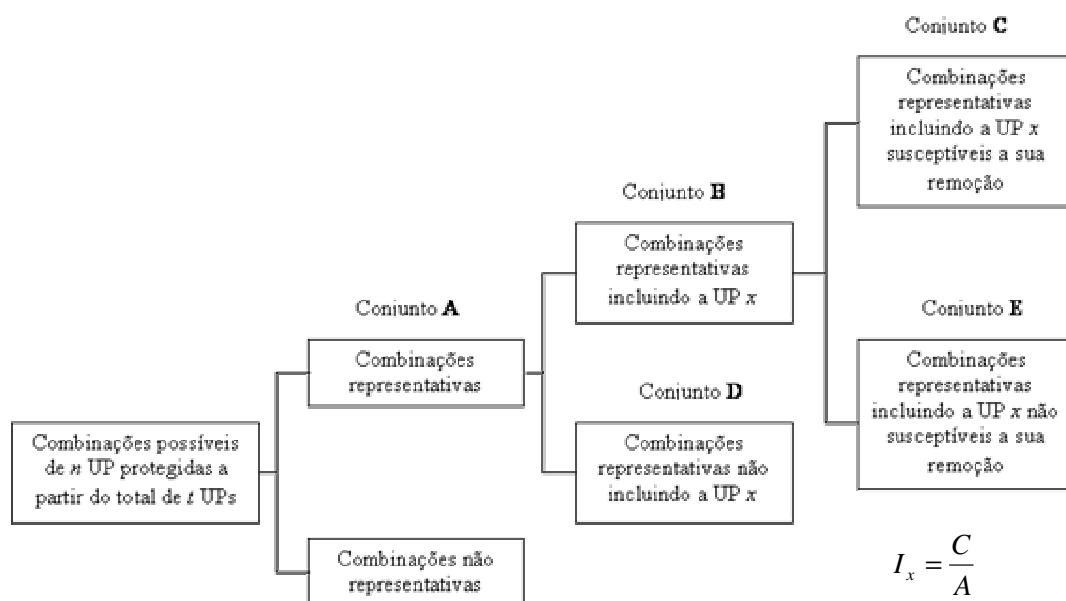 Conjunto C
Combinações
representativas
incluindo a UP x
susceptíveis a sua
remoção
Conjunto B
Combinações
representativas
incluindo a UP x
Conjunto A
Combinações
representativas
Conjunto E
Combinações
representativas
incluindo a UP x não
susceptíveis a sua
remoção
Conjunto D
Combinações
representativas não
incluindo a UP x
Combinações possíveis
de n UP protegidas a
partir do total de t UPs
Combinações não
representativas
I_x = C/A